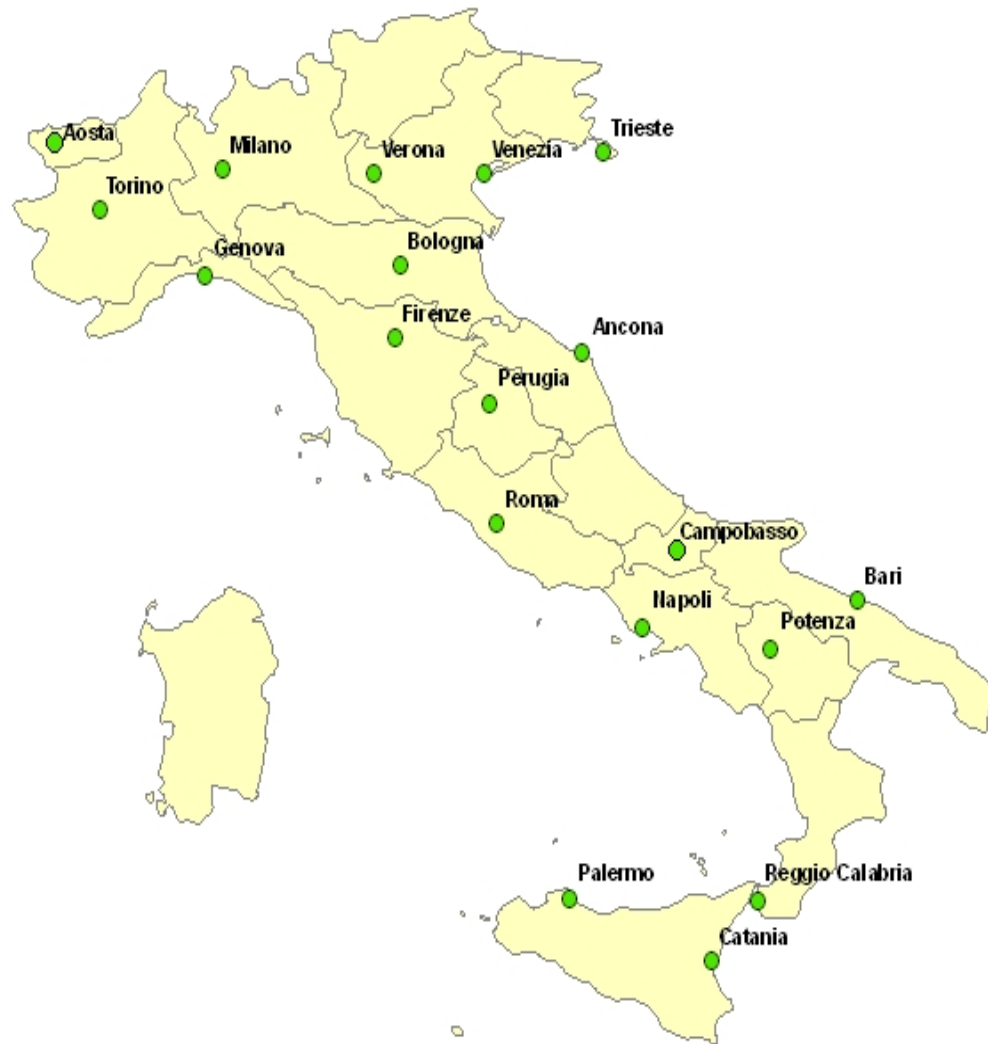 Aosta
Milano
Verona
Venezia
Trieste
Torino
Genova
Bologna
Firenze
Ancona
Perugia
Roma
Campobasso
Napoli
Bari
Potenza
Palermo
Reggio Calabria
Catania